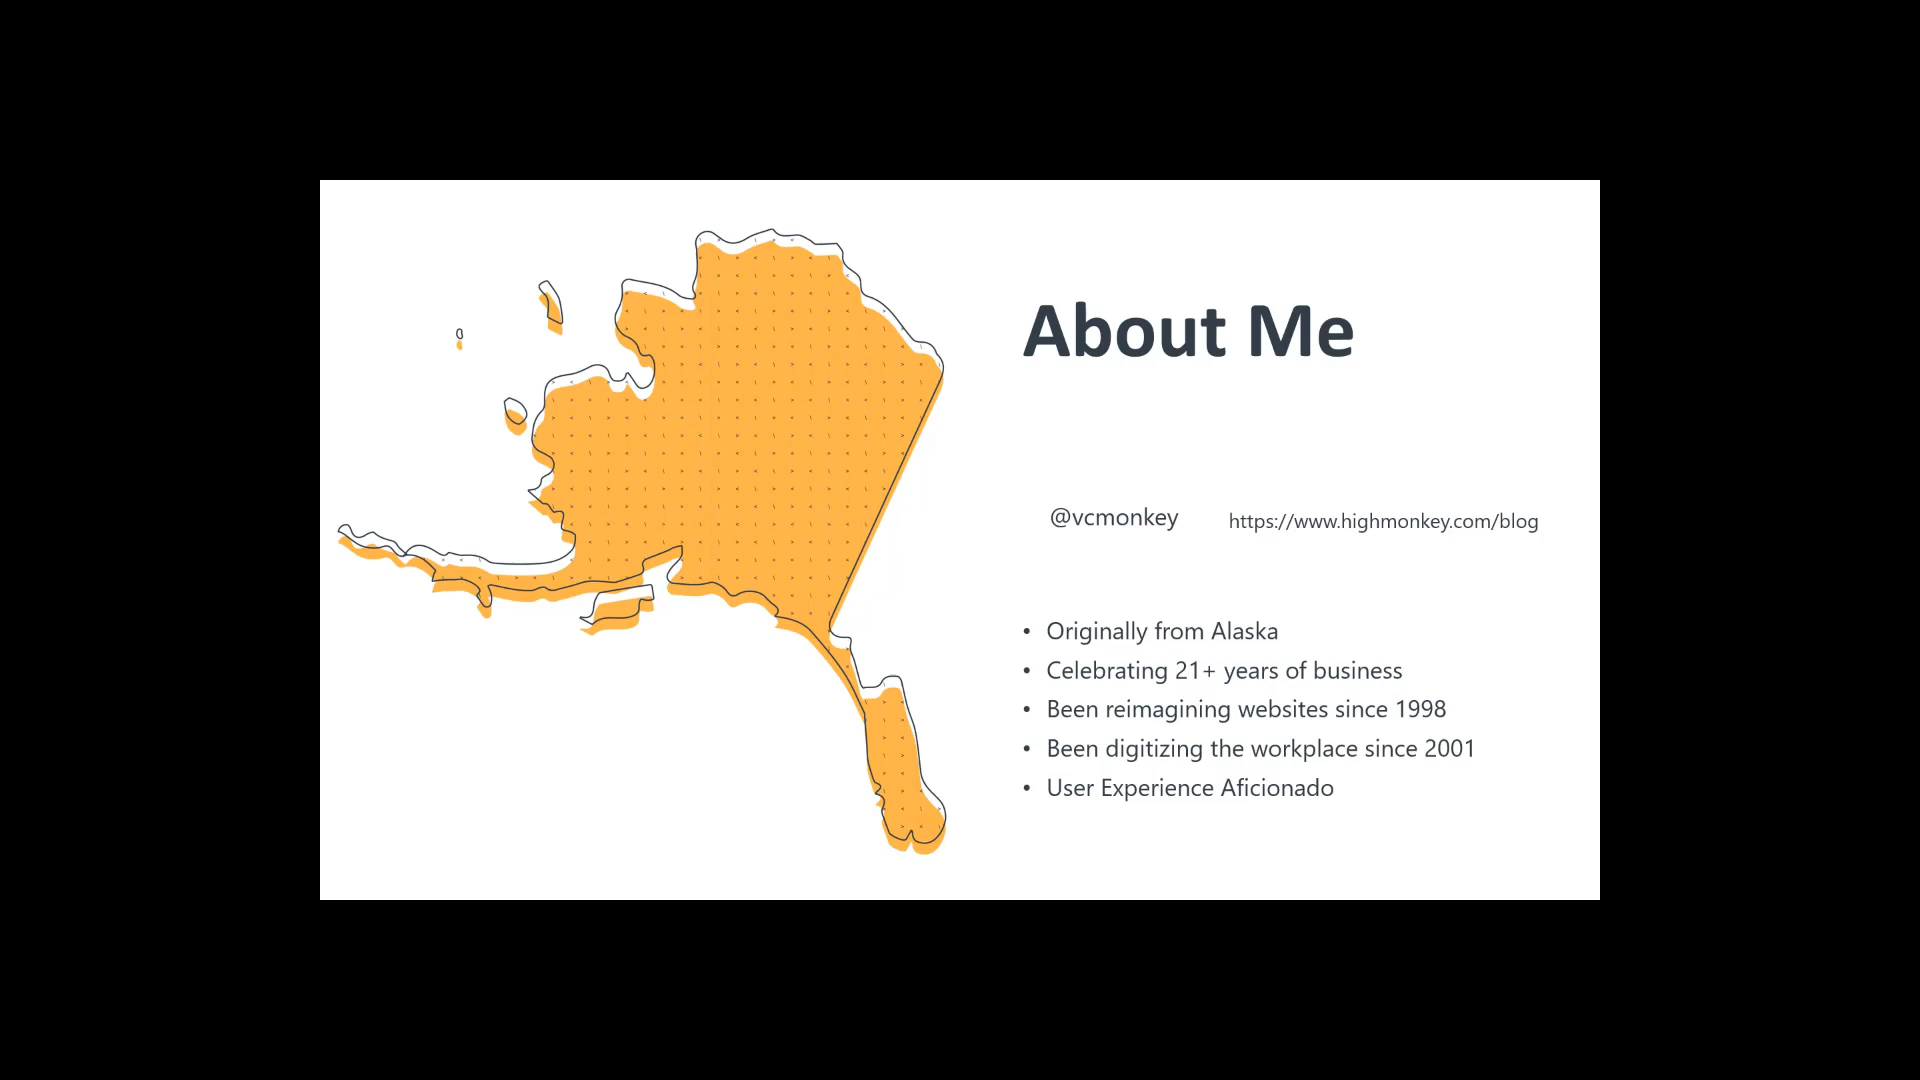 About Me
@vcmonkey
https://www.highmonkey.com/blog
• Originally from Alaska
• Celebrating 21+ years of business
• Been reimagining websites since 1998
• Been digitizing the workplace since 2001
• User Experience Aficionado